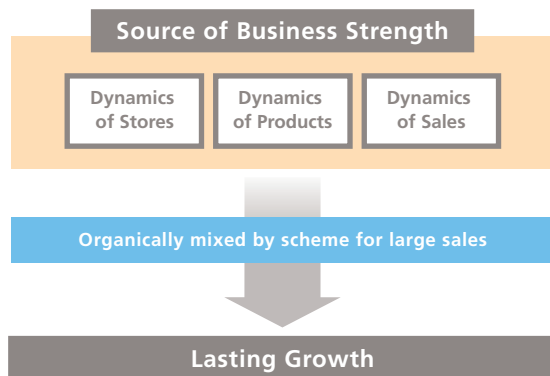 Source of Business Strength
Dynamics
of Stores
Dynamics
of Products
Dynamics
of Sales
Organically mixed by scheme for large sales
Lasting Growth